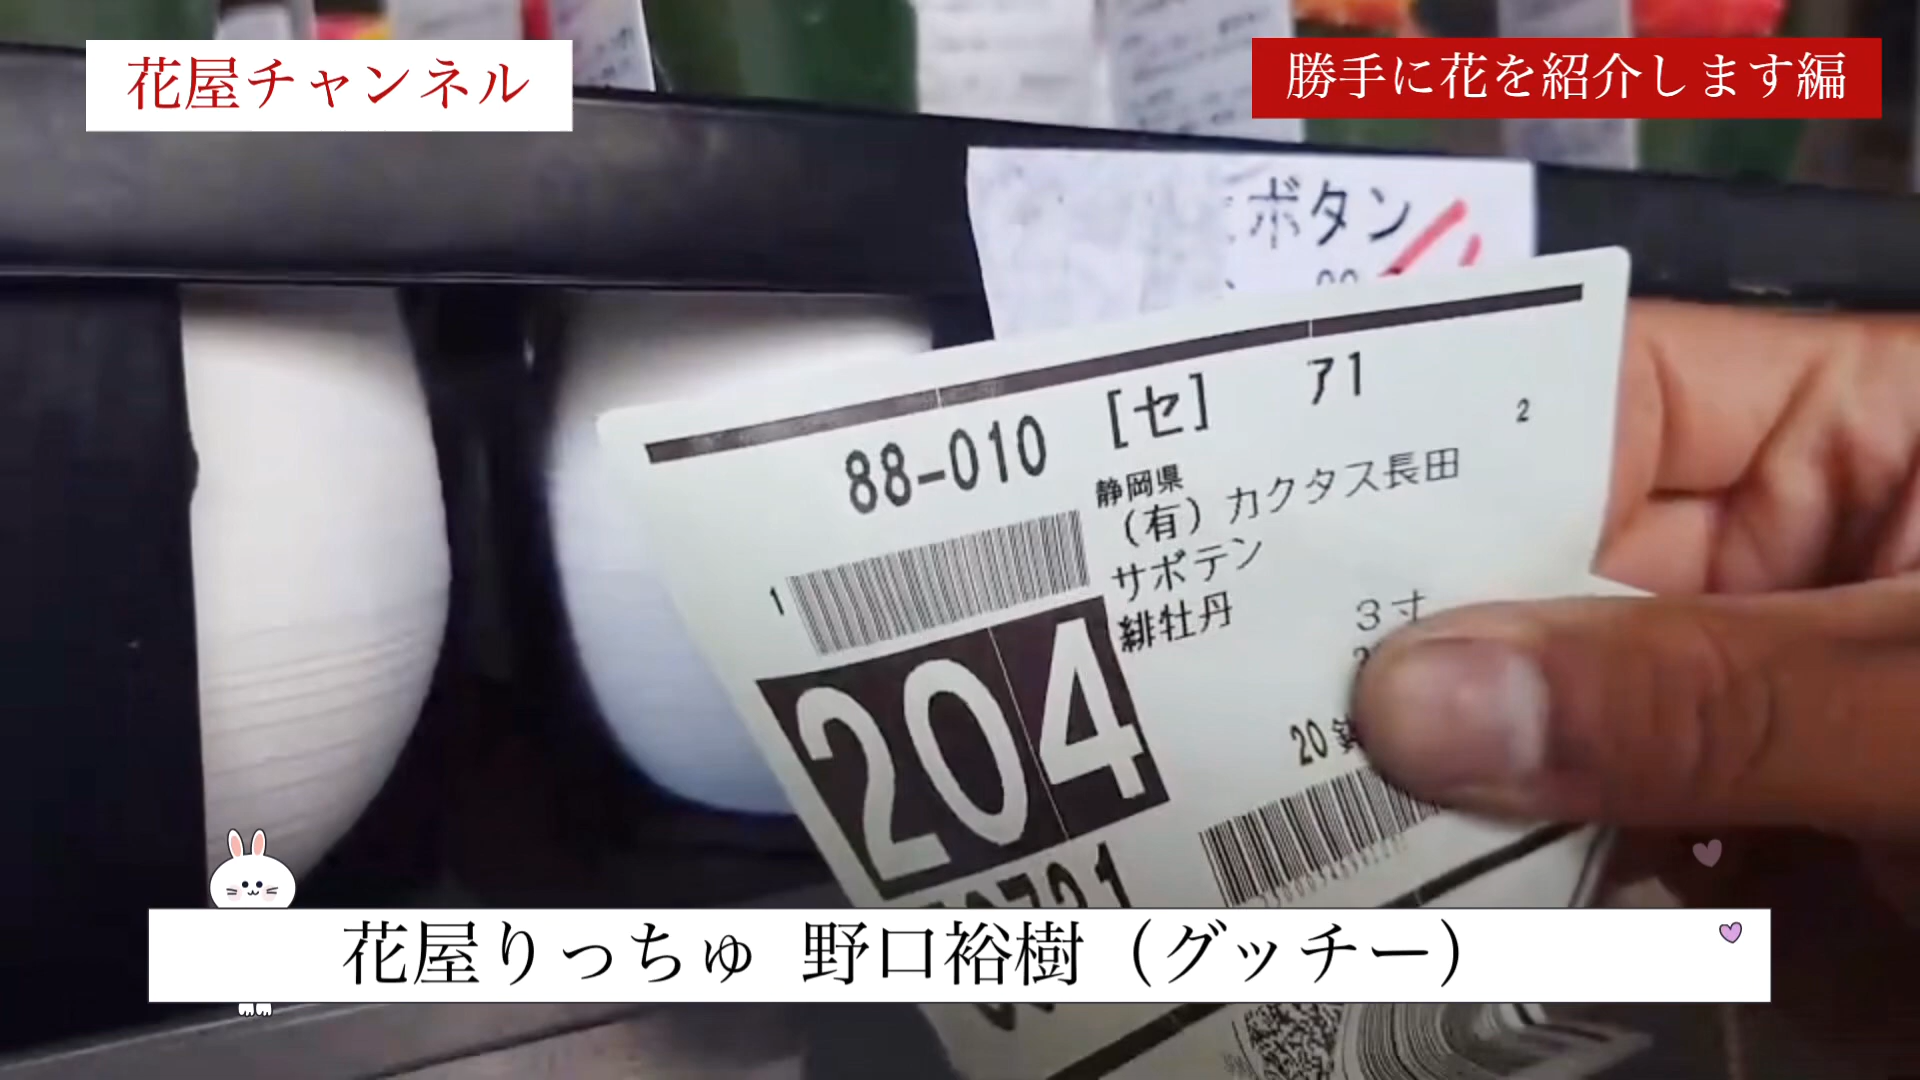 花屋チャンネル
勝手に花を紹介します編
ボタン
88-010 [セ] ア1
2
静岡県
(有) カクタス長田
サボテン
緋牡丹 3寸
1
204
20
花屋りっちゅ 野口裕樹（グッチー）